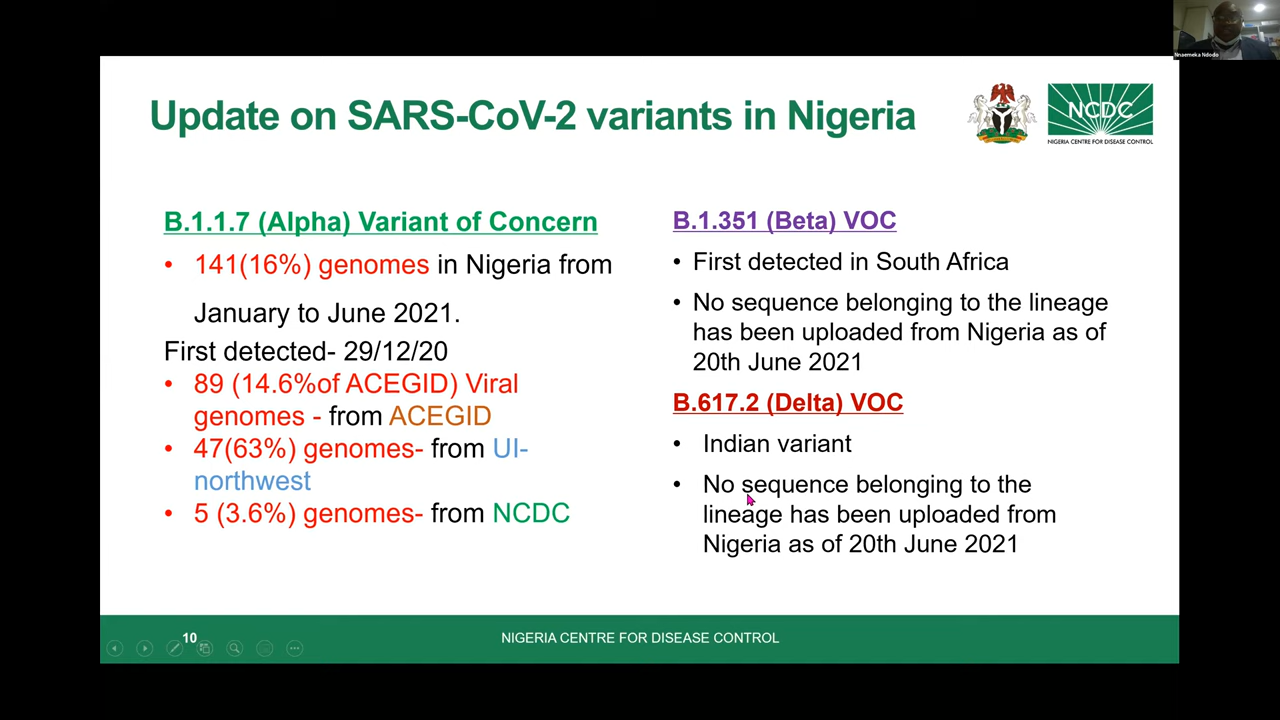 Nnaemeka Ndodo
Update on SARS-CoV-2 variants in Nigeria
NCDC
NIGERIA CENTRE FOR DISEASE CONTROL
B.1.1.7 (Alpha) Variant of Concern
• 141(16%) genomes in Nigeria from
January to June 2021.
First detected- 29/12/20
• 89 (14.6%of ACEGID) Viral
genomes - from ACEGID
• 47(63%) genomes- from UI-
northwest
• 5 (3.6%) genomes- from NCDC
B.1.351 (Beta) VOC
• First detected in South Africa
• No sequence belonging to the lineage
has been uploaded from Nigeria as of
20th June 2021
B.617.2 (Delta) VOC
• Indian variant
• No sequence belonging to the
lineage has been uploaded from
Nigeria as of 20th June 2021
10
NIGERIA CENTRE FOR DISEASE CONTROL